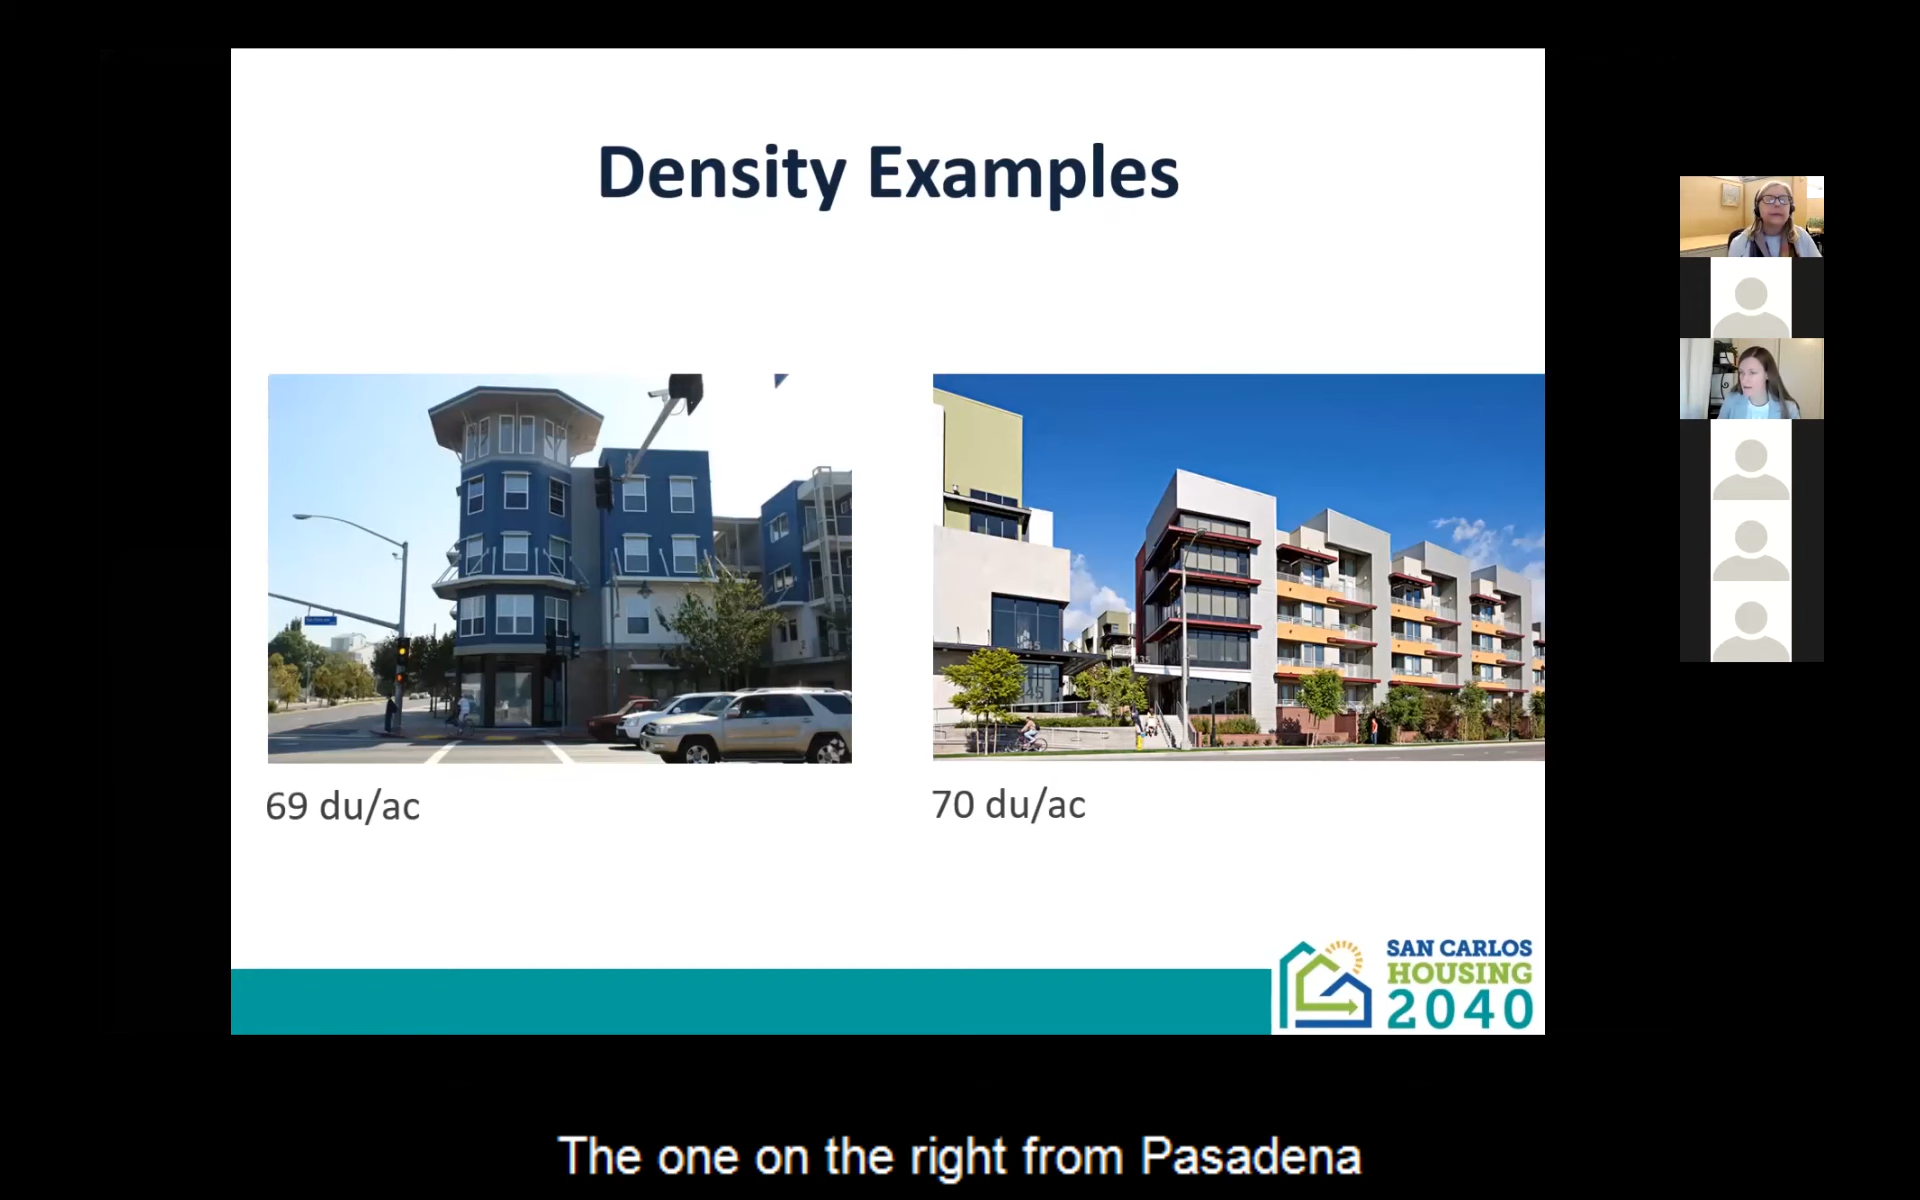 Density Examples
69 du/ac
70 du/ac
SAN CARLOS
HOUSING
2040
The one on the right from Pasadena